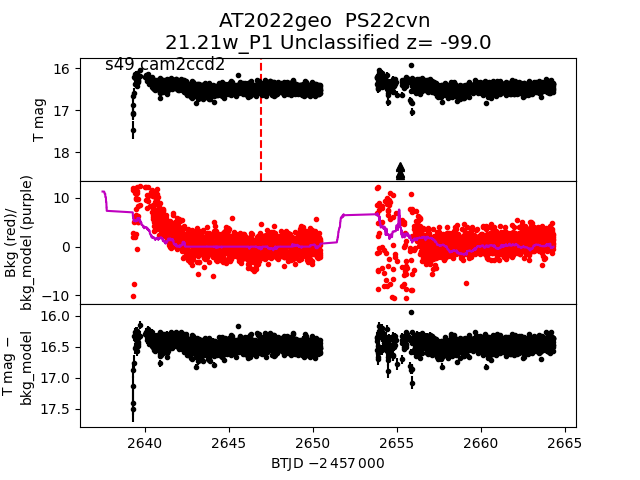 AT2022geo  PS22cvn
21.21w_P1 Unclassified z= -99.0
s49 cam2ccd2
T mag
16
17
18
Bkg (red)/
bkg_model (purple)
10
0
−10
T mag −
bkg_model
16.0
16.5
17.0
17.5
2640
2645
2650
2655
2660
2665
BTJD −2 457 000